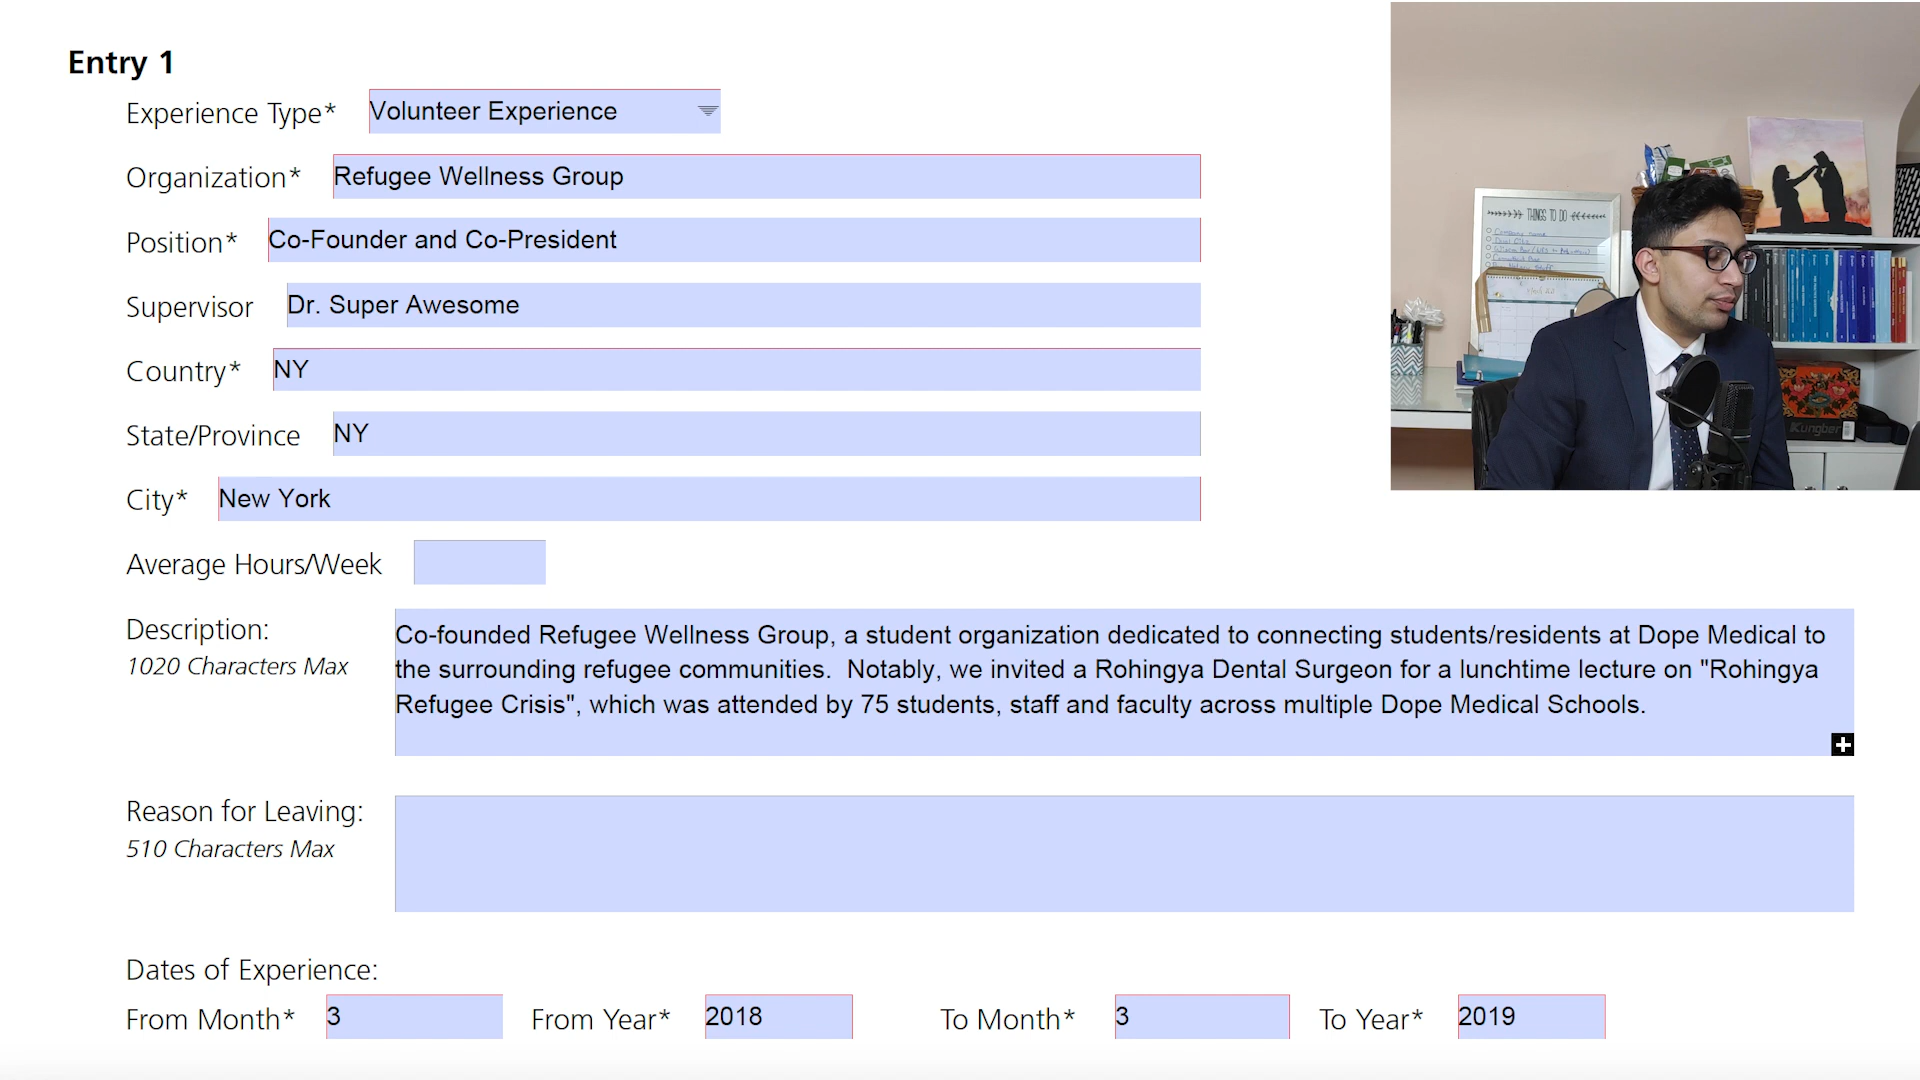 Entry 1
Experience Type* Volunteer Experience
Organization* Refugee Wellness Group
Position* Co-Founder and Co-President
Supervisor Dr. Super Awesome
Country* NY
State/Province NY
City* New York
Average Hours/Week
Description:
1020 Characters Max
Co-founded Refugee Wellness Group, a student organization dedicated to connecting students/residents at Dope Medical to
the surrounding refugee communities.  Notably, we invited a Rohingya Dental Surgeon for a lunchtime lecture on "Rohingya
Refugee Crisis", which was attended by 75 students, staff and faculty across multiple Dope Medical Schools.
Reason for Leaving:
510 Characters Max
Dates of Experience:
From Month* 3 From Year* 2018 To Month* 3 To Year* 2019
THINGS TO DO
Kungber